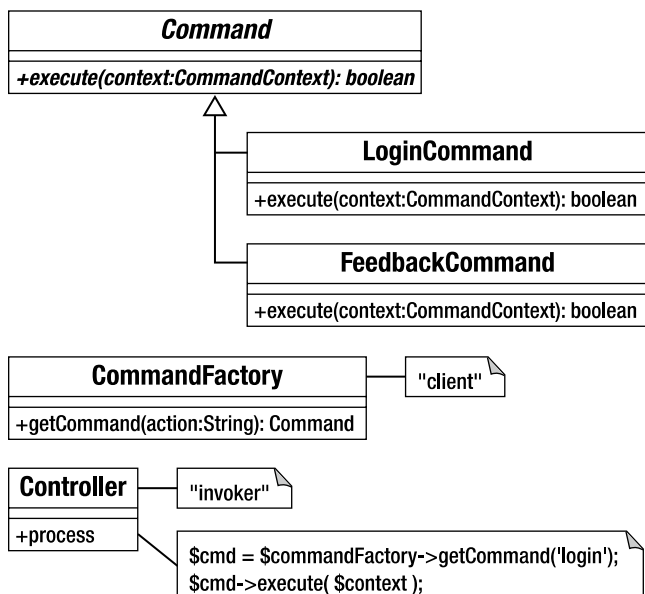 Command
+execute(context:CommandContext): boolean
LoginCommand
+execute(context:CommandContext): boolean
FeedbackCommand
+execute(context:CommandContext): boolean
CommandFactory
"client"
+getCommand(action:String): Command
Controller
"invoker"
+process
$cmd = $commandFactory->getCommand('login');
$cmd->execute( $context );